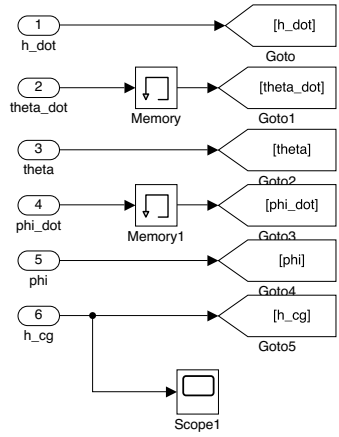 1
[h_dot]
h_dot
Goto
2
[theta_dot]
theta_dot
Memory
Goto1
3
[theta]
theta
Goto2
4
[phi_dot]
phi_dot
Memory1
Goto3
5
[phi]
phi
Goto4
6
[h_cg]
h_cg
Goto5
Scope1